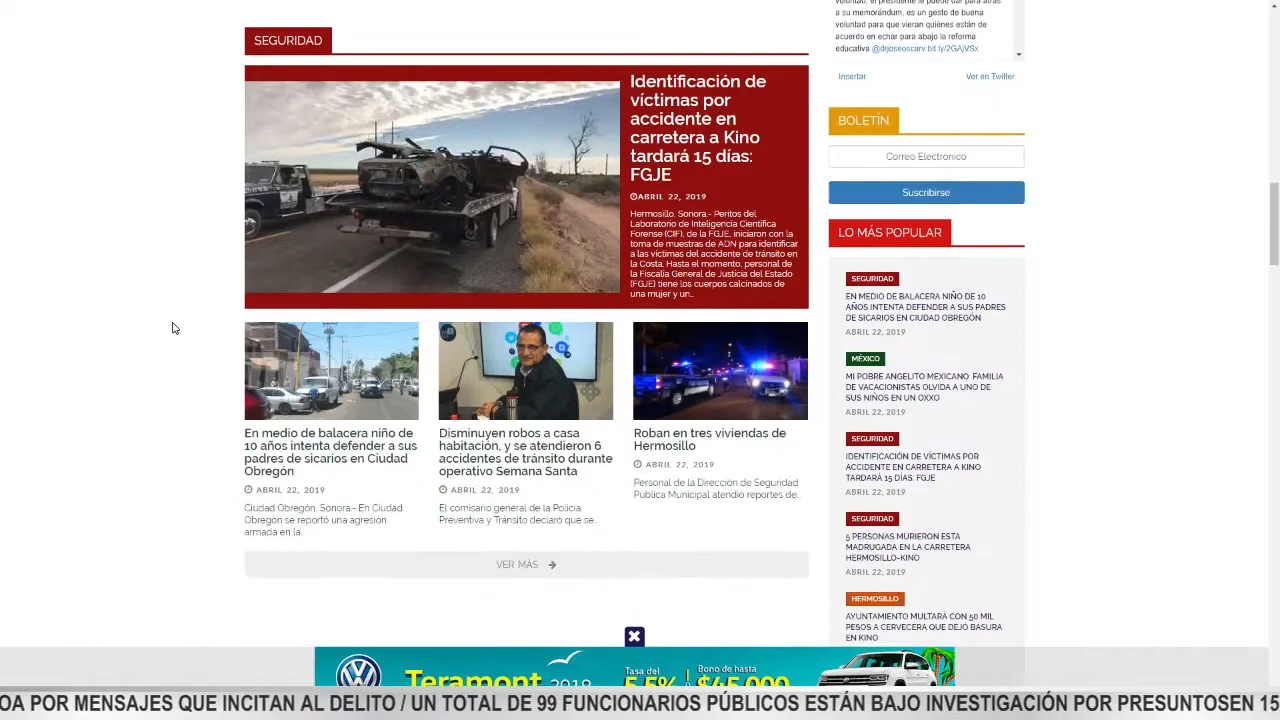 SEGURIDAD
Identificación de
víctimas por
accidente en
carretera a Kino
tardará 15 días:
FGJE
ABRIL 22, 2019
Hermosillo, Sonora.- Peritos del
Laboratorio de Inteligencia Científica
Forense (CIF), de la FGJE, iniciaron con la
toma de muestras de ADN para identificar
a las víctimas del accidente de tránsito en
la Costa. Hasta el momento, personal de
la Fiscalía General de Justicia del Estado
(FGJE) tiene los cuerpos calcinados de
una mujer y un...
En medio de balacera niño de
10 años intenta defender a sus
padres de sicarios en Ciudad
Obregón
ABRIL 22, 2019
Ciudad Obregón, Sonora.- En Ciudad
Obregón se reportó una agresión
armada en la...
Disminuyen robos a casa
habitación, y se atendieron 6
accidentes de tránsito durante
operativo Semana Santa
ABRIL 22, 2019
El comisario general de la Policía
Preventiva y Tránsito declaró que se...
Roban en tres viviendas de
Hermosillo
ABRIL 22, 2019
Personal de la Dirección de Seguridad
Pública Municipal atendió reportes de...
VER MÁS
voluntad, el presidente le puede dar para atrás
a su memorándum, es un gesto de buena
voluntad para que vieran quiénes están de
acuerdo en echar para abajo la reforma
educativa @drjoseoscarv bit.ly/2GAjVSx
Insertar
Ver en Twitter
BOLETÍN
Correo Electrónico
Suscribirse
LO MÁS POPULAR
SEGURIDAD
EN MEDIO DE BALACERA NIÑO DE 10
AÑOS INTENTA DEFENDER A SUS PADRES
DE SICARIOS EN CIUDAD OBREGÓN
ABRIL 22, 2019
MÉXICO
MI POBRE ANGELITO MEXICANO: FAMILIA
DE VACACIONISTAS OLVIDA A UNO DE
SUS NIÑOS EN UN OXXO
ABRIL 22, 2019
SEGURIDAD
IDENTIFICACIÓN DE VÍCTIMAS POR
ACCIDENTE EN CARRETERA A KINO
TARDARÁ 15 DÍAS: FGJE
ABRIL 22, 2019
SEGURIDAD
5 PERSONAS MURIERON ESTA
MADRUGADA EN LA CARRETERA
HERMOSILLO-KINO
ABRIL 22, 2019
HERMOSILLO
AYUNTAMIENTO MULTARÁ CON 50 MIL
PESOS A CERVECERA QUE DEJÓ BASURA
EN KINO
Teramont 2018
Tasa del
5.5%
Bono de hasta
$45,000
OA POR MENSAJES QUE INCITAN AL DELITO / UN TOTAL DE 99 FUNCIONARIOS PÚBLICOS ESTÁN BAJO INVESTIGACIÓN POR PRESUNTOSEN 15